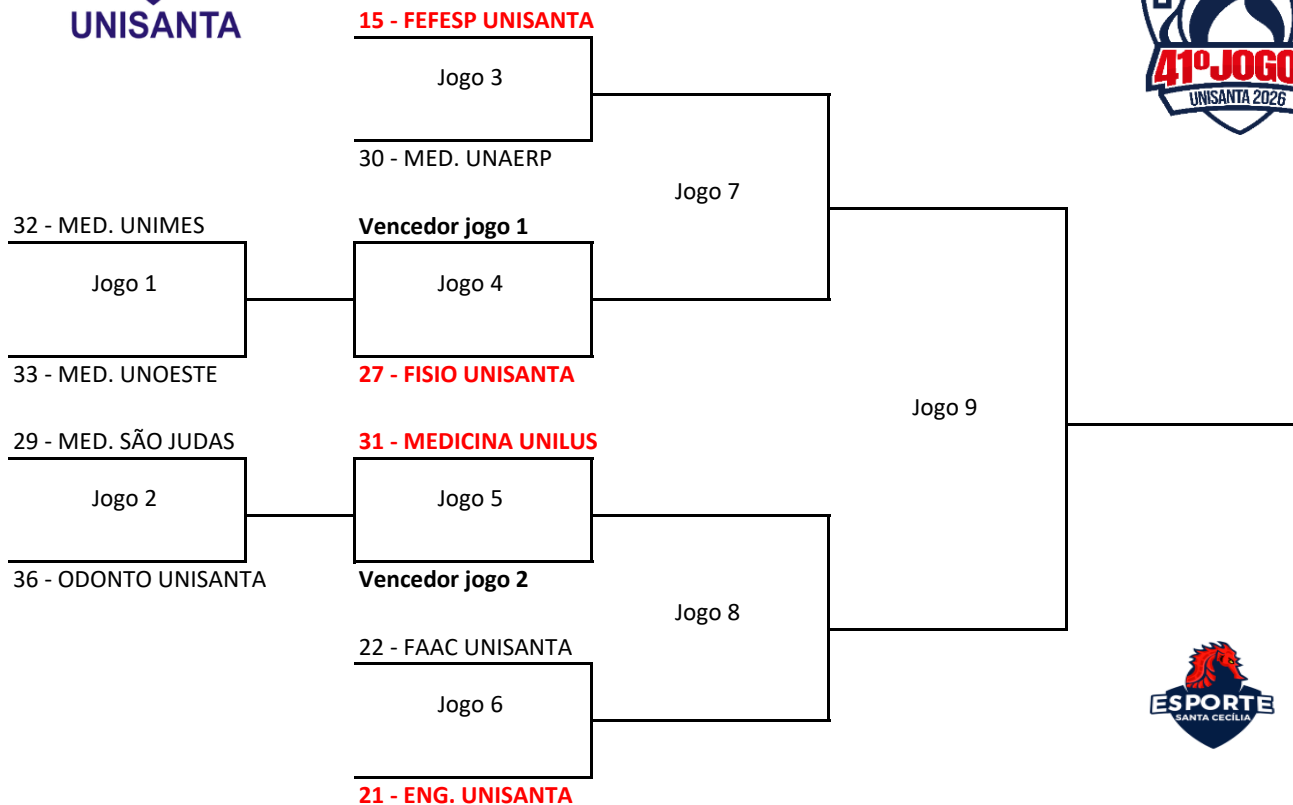 UNISANTA
15 - FEFESP UNISANTA
Jogo 3
30 - MED. UNAERP
Jogo 7
32 - MED. UNIMES
Vencedor jogo 1
Jogo 1
Jogo 4
33 - MED. UNOESTE
27 - FISIO UNISANTA
Jogo 9
29 - MED. SÃO JUDAS
31 - MEDICINA UNILUS
Jogo 2
Jogo 5
36 - ODONTO UNISANTA
Vencedor jogo 2
Jogo 8
22 - FAAC UNISANTA
Jogo 6
21 - ENG. UNISANTA
41º JOGO
UNISANTA 2026
ESPORTE
SANTA CECÍLIA